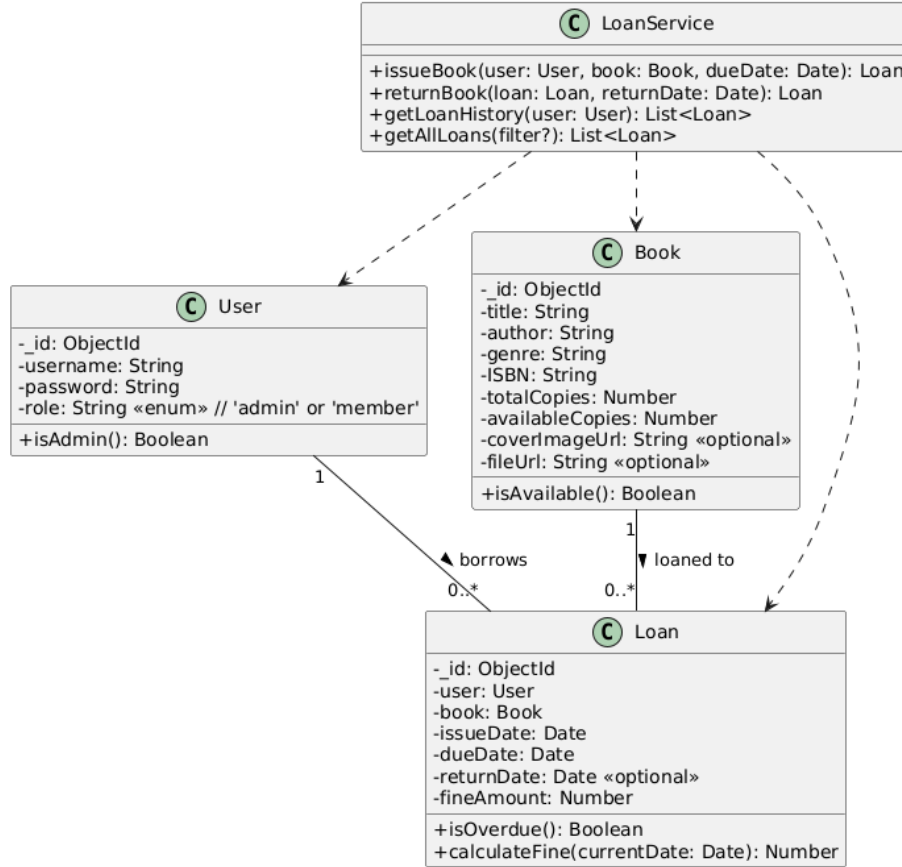 C LoanService
+issueBook(user: User, book: Book, dueDate: Date): Loan
+returnBook(loan: Loan, returnDate: Date): Loan
+getLoanHistory(user: User): List<Loan>
+getAllLoans(filter?): List<Loan>
C User
-_id: ObjectId
-username: String
-password: String
-role: String «enum» // 'admin' or 'member'
+isAdmin(): Boolean
C Book
-_id: ObjectId
-title: String
-author: String
-genre: String
-ISBN: String
-totalCopies: Number
-availableCopies: Number
-coverImageUrl: String «optional»
-fileUrl: String «optional»
+isAvailable(): Boolean
1
borrows
0..*
1
loaned to
0..*
C Loan
-_id: ObjectId
-user: User
-book: Book
-issueDate: Date
-dueDate: Date
-returnDate: Date «optional»
-fineAmount: Number
+isOverdue(): Boolean
+calculateFine(currentDate: Date): Number